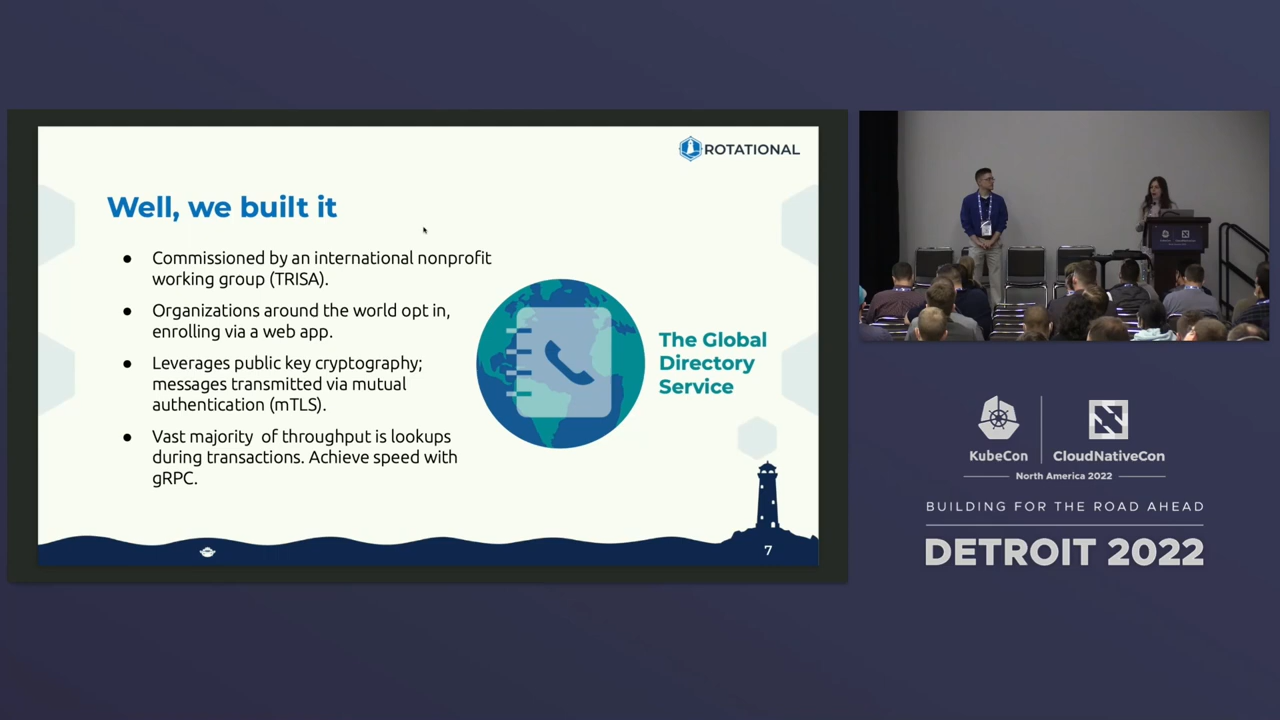 ROTATIONAL
Well, we built it
● Commissioned by an international nonprofit
working group (TRISA).
● Organizations around the world opt in,
enrolling via a web app.
● Leverages public key cryptography;
messages transmitted via mutual
authentication (mTLS).
● Vast majority of throughput is lookups
during transactions. Achieve speed with
gRPC.
The Global
Directory
Service
7
KubeCon
CloudNativeCon
North America 2022
BUILDING FOR THE ROAD AHEAD
DETROIT 2022